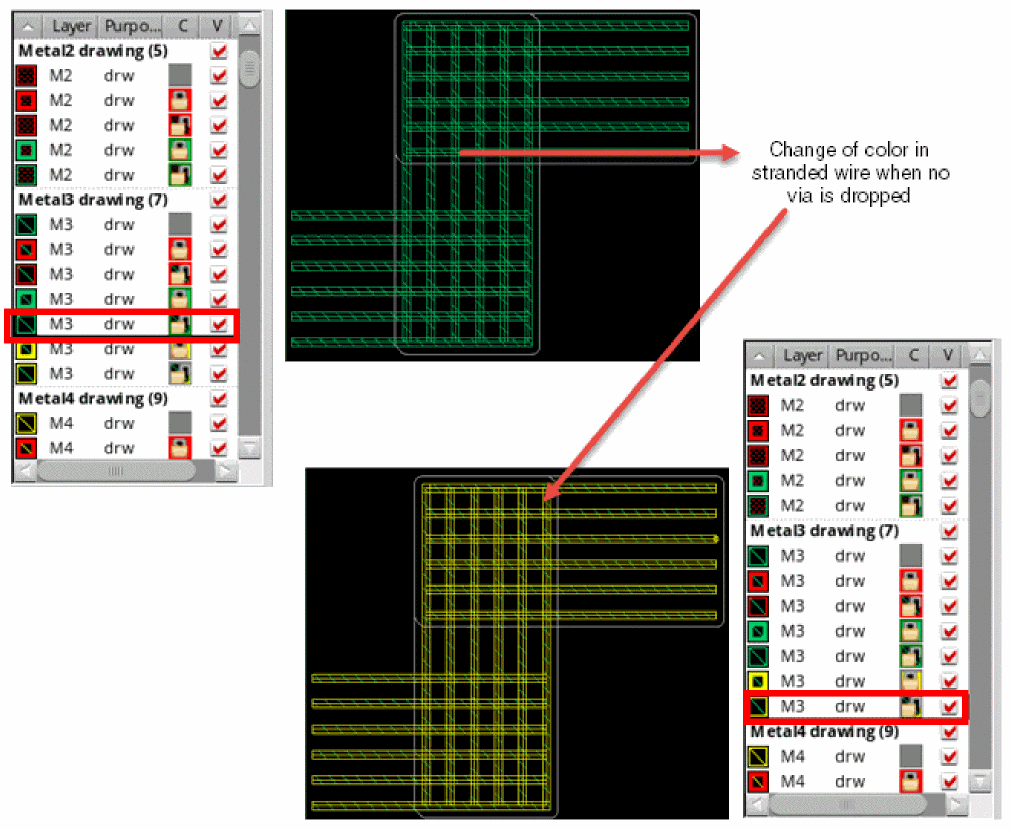 Layer Purpo... C V
Metal2 drawing (5)
M2 drw
M2 drw
M2 drw
M2 drw
M2 drw
Metal3 drawing (7)
M3 drw
M3 drw
M3 drw
M3 drw
M3 drw
M3 drw
M3 drw
Metal4 drawing (9)
M4 drw
M4 drw
Change of color in
stranded wire when no
via is dropped
Layer Purpo... C V
Metal2 drawing (5)
M2 drw
M2 drw
M2 drw
M2 drw
M2 drw
Metal3 drawing (7)
M3 drw
M3 drw
M3 drw
M3 drw
M3 drw
M3 drw
M3 drw
Metal4 drawing (9)
M4 drw
M4 drw